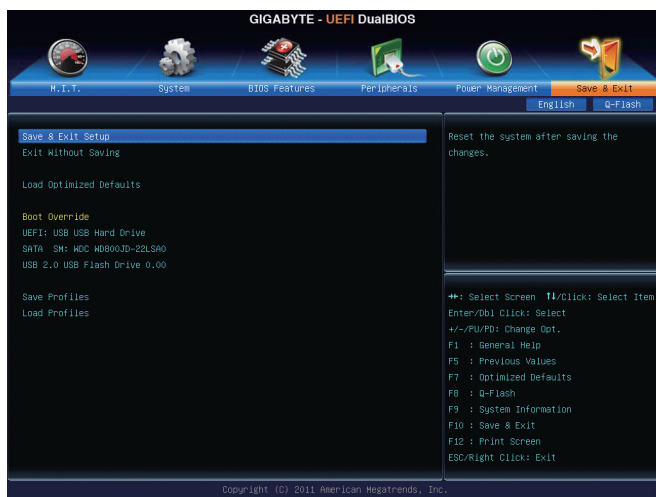 GIGABYTE - UEFI DualBIOS
M.I.T.
System
BIOS Features
Peripherals
Power Management
Save & Exit
English
Q-Flash
Save & Exit Setup
Exit Without Saving
Load Optimized Defaults
Boot Override
UEFI: USB USB Hard Drive
SATA SM: WDC WD800JD-22LSA0
USB 2.0 USB Flash Drive 0.00
Save Profiles
Load Profiles
Reset the system after saving the
changes.
→←: Select Screen ↑↓/Click: Select Item
Enter/Dbl Click: Select
+/-/PU/PD: Change Opt.
F1 : General Help
F5 : Previous Values
F7 : Optimized Defaults
F8 : Q-Flash
F9 : System Information
F10 : Save & Exit
F12 : Print Screen
ESC/Right Click: Exit
Copyright (C) 2011 American Megatrends, Inc.